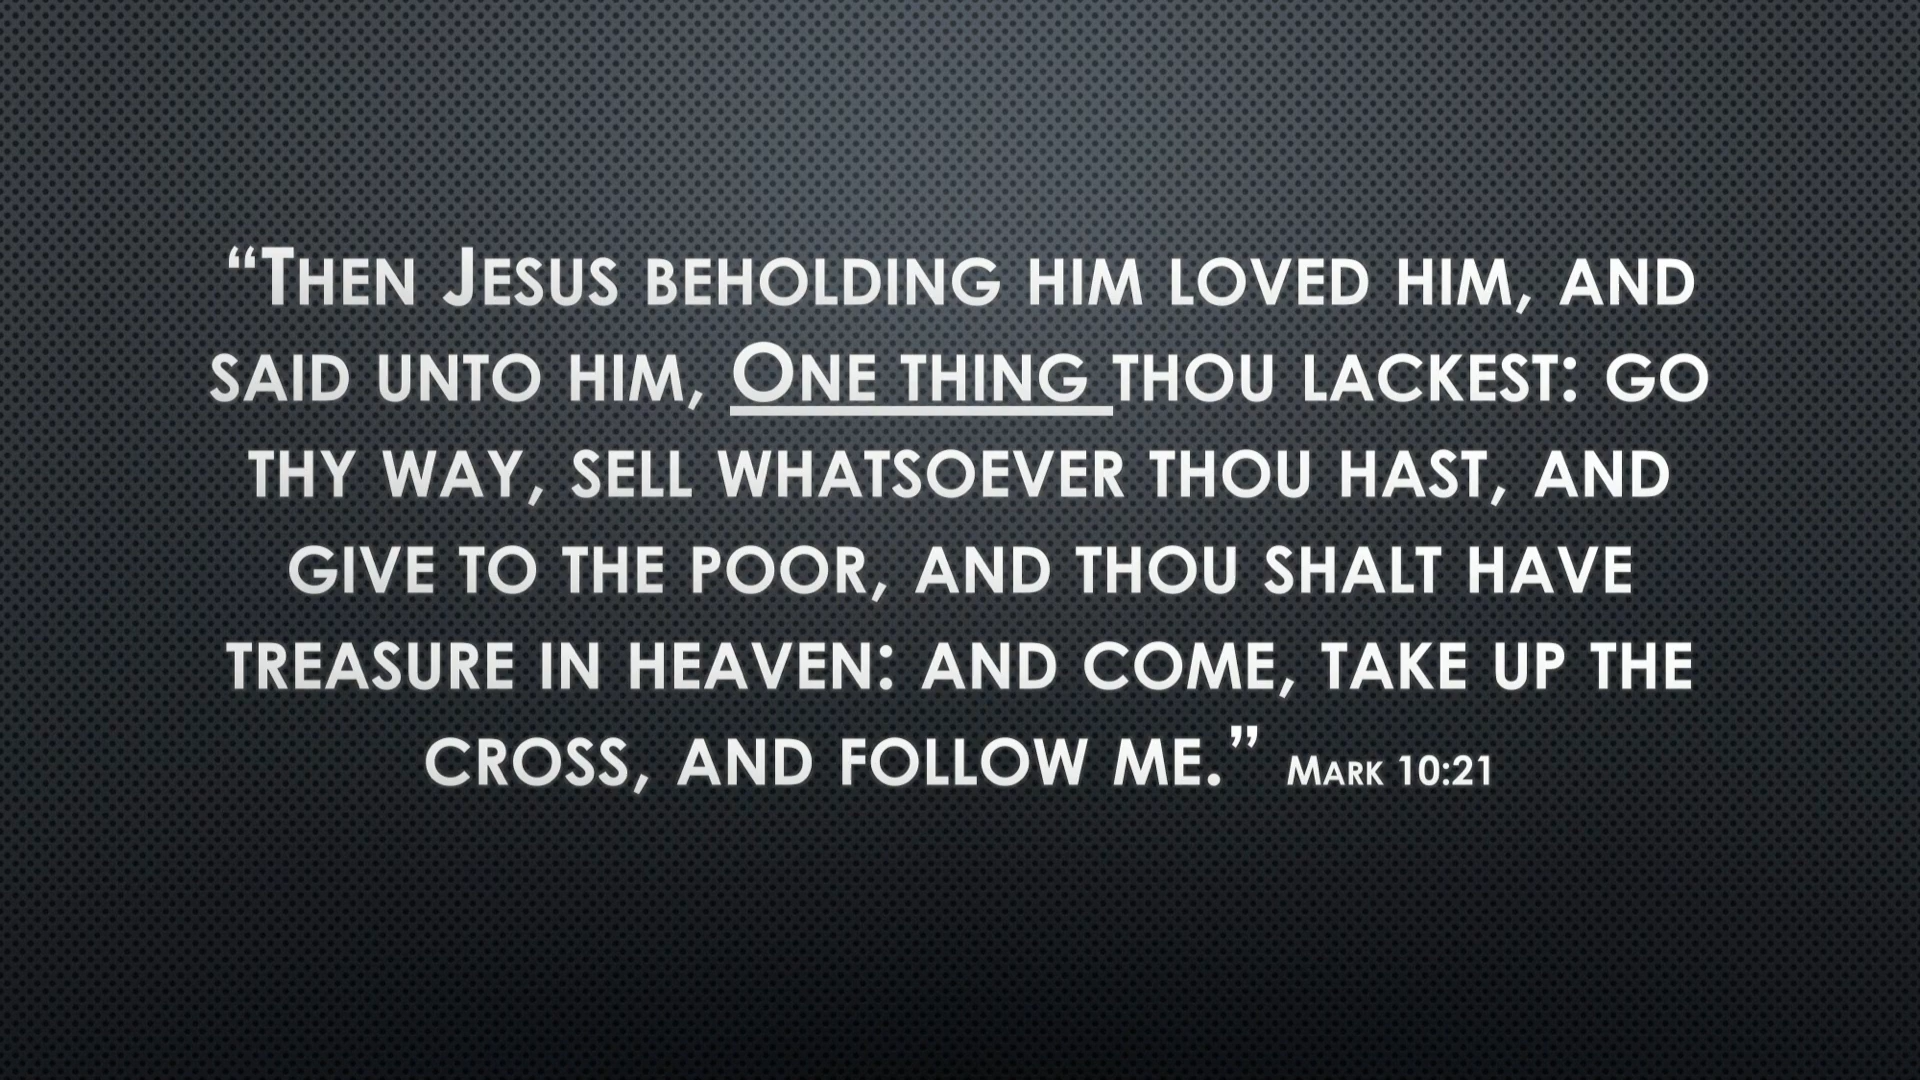 “Then Jesus beholding him loved him, and
said unto him, One thing thou lackest: go
thy way, sell whatsoever thou hast, and
give to the poor, and thou shalt have
treasure in heaven: and come, take up the
cross, and follow me.” Mark 10:21